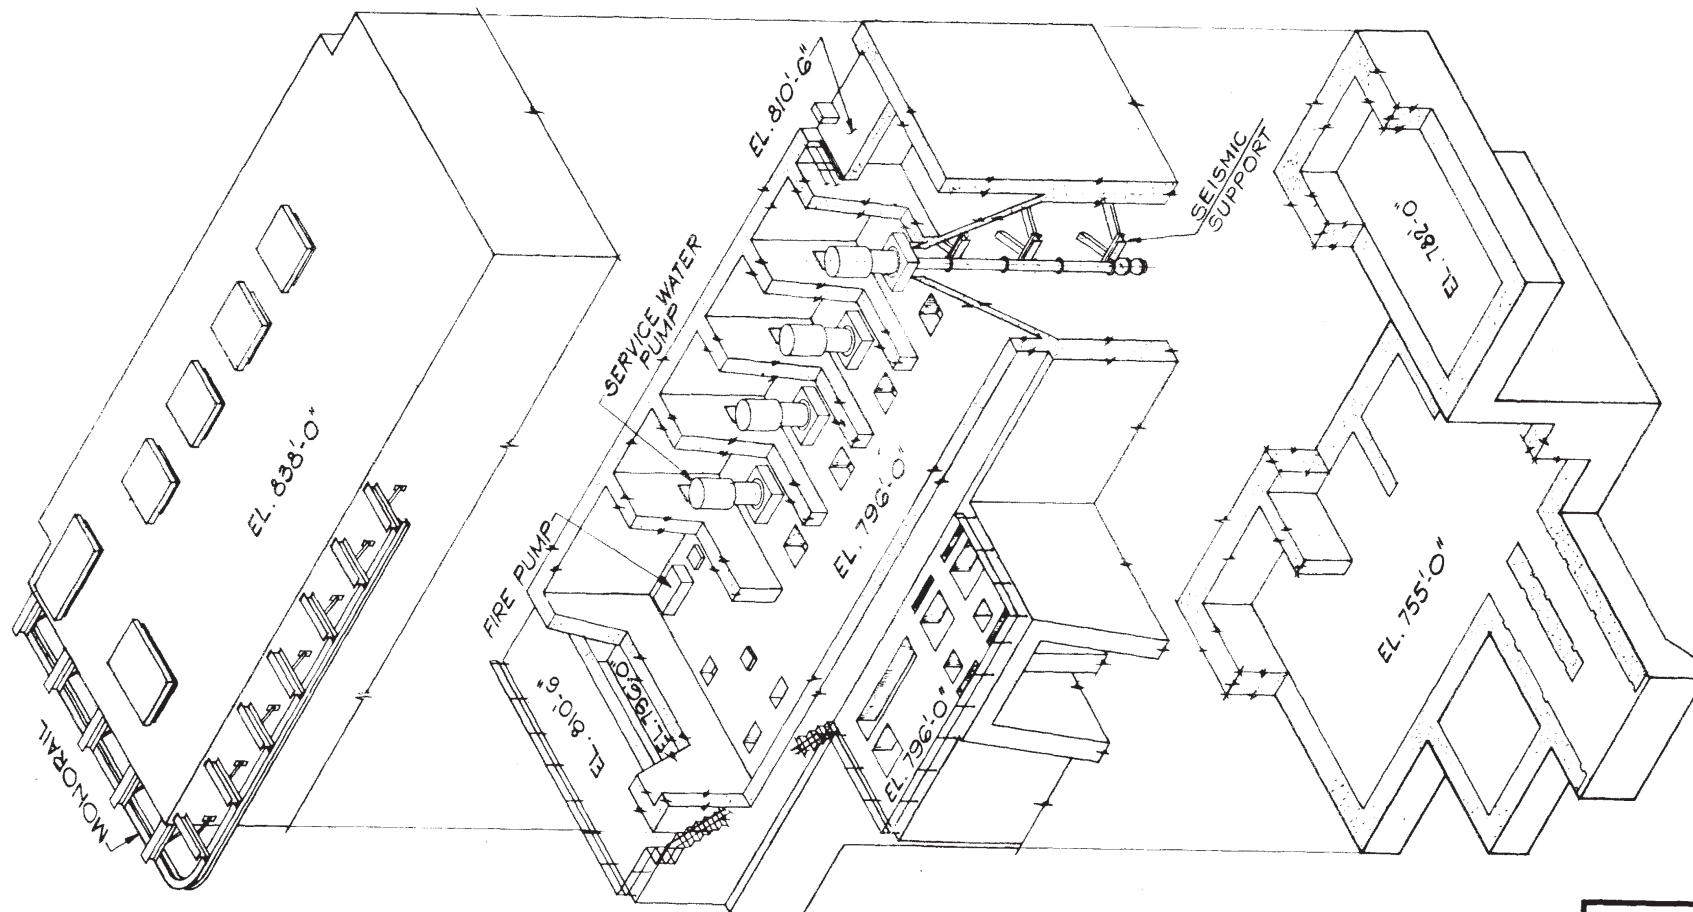 MONORAIL
EL. 838'-0"
FIRE PUMP
SERVICE WATER
PUMP
EL. 810'-6"
EL. 810'-6"
EL. 796'-0"
EL. 796'-0"
EL. 796'-0"
SEISMIC
SUPPORT
EL. 782'-0"
EL. 755'-0"